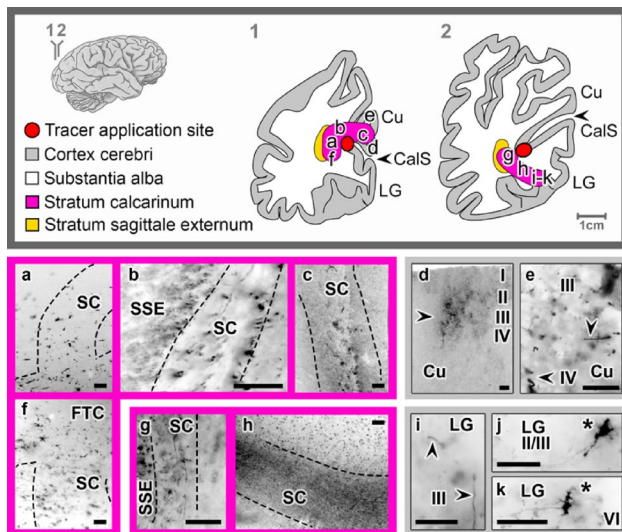 12
1
2
Cu
e
b
c
a
d
f
CalS
LG
Cu
CalS
g
h
i-k
LG
1cm
Tracer application site
Cortex cerebri
Substantia alba
Stratum calcarinum
Stratum sagittale externum
a
SC
b
SSE
SC
c
SC
d
I
II
III
IV
Cu
e
III
IV
Cu
f
FTC
SC
g
SC
SSE
h
SC
i
LG
III
j
LG
II/III
*
k
LG
*
VI